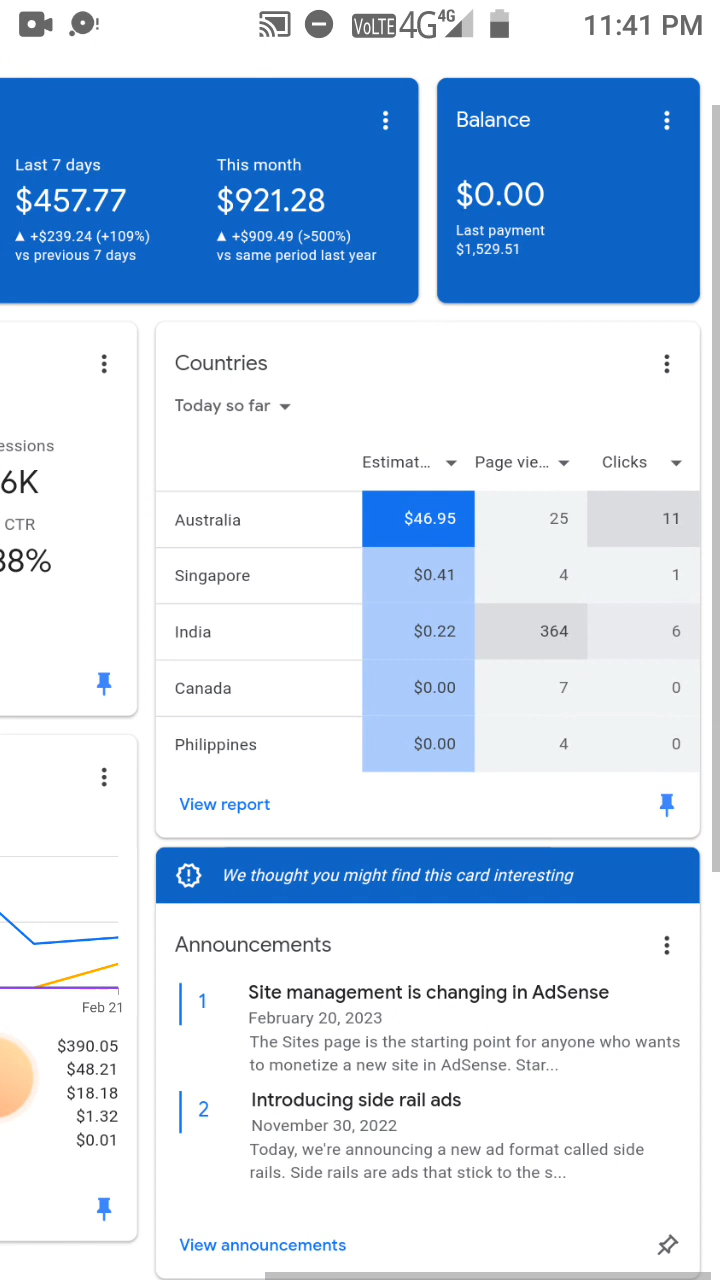 VoLTE 4G 4G 11:41 PM
Last 7 days
$457.77
+$239.24 (+109%)
vs previous 7 days
This month
$921.28
+$909.49 (>500%)
vs same period last year
Balance
$0.00
Last payment
$1,529.51
essions
6K
CTR
38%
Countries
Today so far
Estimat... Page vie... Clicks
Australia $46.95 25 11
Singapore $0.41 4 1
India $0.22 364 6
Canada $0.00 7 0
Philippines $0.00 4 0
View report
Feb 21
$390.05
$48.21
$18.18
$1.32
$0.01
We thought you might find this card interesting
Announcements
1 Site management is changing in AdSense
February 20, 2023
The Sites page is the starting point for anyone who wants
to monetize a new site in AdSense. Star...
2 Introducing side rail ads
November 30, 2022
Today, we're announcing a new ad format called side
rails. Side rails are ads that stick to the s...
View announcements